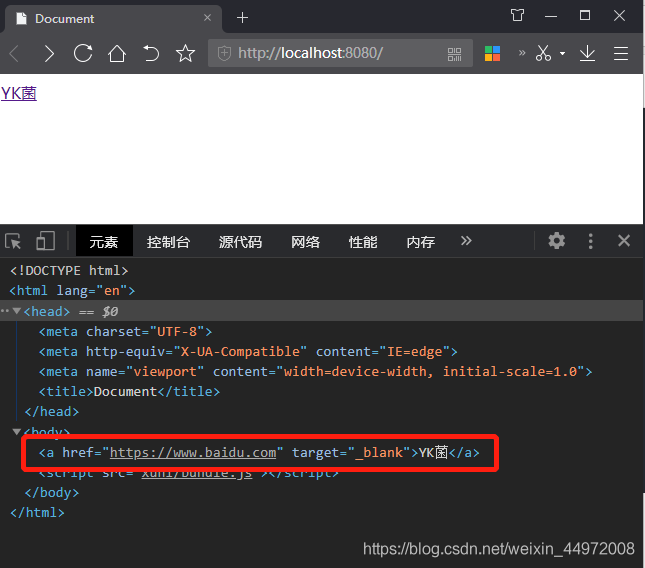 Document
http://localhost:8080/
YK菌
元素 控制台 源代码 网络 性能 内存
<!DOCTYPE html>
<html lang="en">
<head> == $0
<meta charset="UTF-8">
<meta http-equiv="X-UA-Compatible" content="IE=edge">
<meta name="viewport" content="width=device-width, initial-scale=1.0">
<title>Document</title>
</head>
<body>
<a href="https://www.baidu.com" target="_blank">YK菌</a>
<script src="xuni/bundle.js"></script>
</body>
</html>
https://blog.csdn.net/weixin_44972008